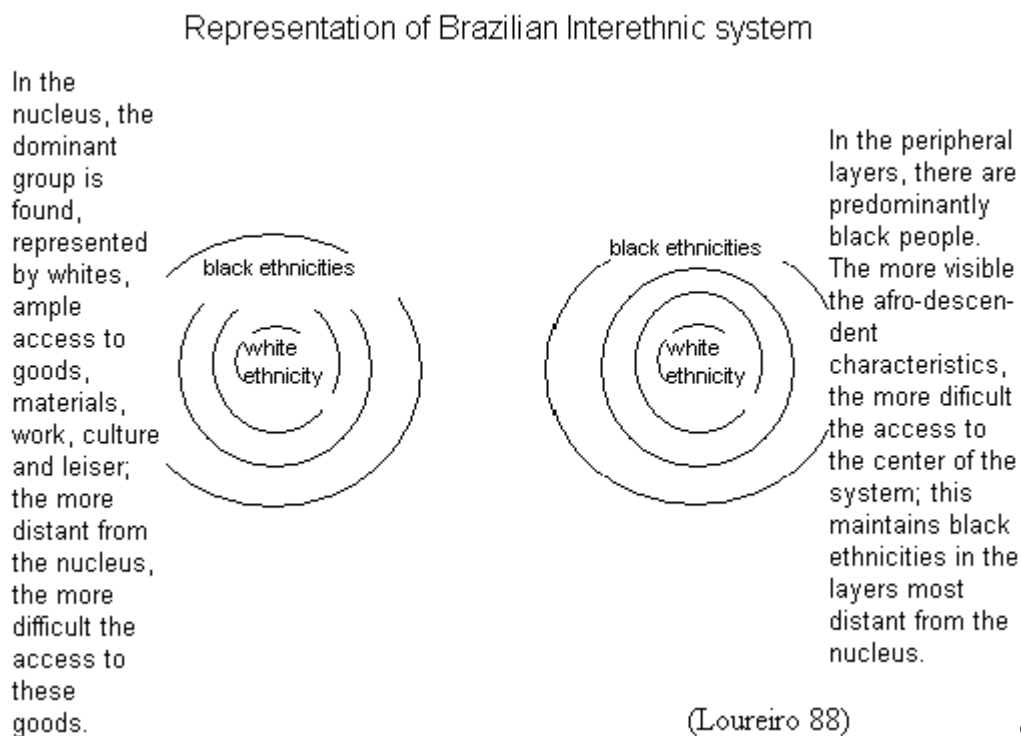 Representation of Brazilian Interethnic system
In the
nucleus, the
dominant
group is
found,
represented
by whites,
ample
access to
goods,
materials,
work, culture
and leiser;
the more
distant from
the nucleus,
the more
difficult the
access to
these
goods.
black ethnicities
white
ethnicity
black ethnicities
white
ethnicity
In the peripheral
layers, there are
predominantly
black people.
The more visible
the afro-descen-
dent
characteristics,
the more dificult
the access to
the center of the
system; this
maintains black
ethnicities in the
layers most
distant from the
nucleus.
(Loureiro 88)